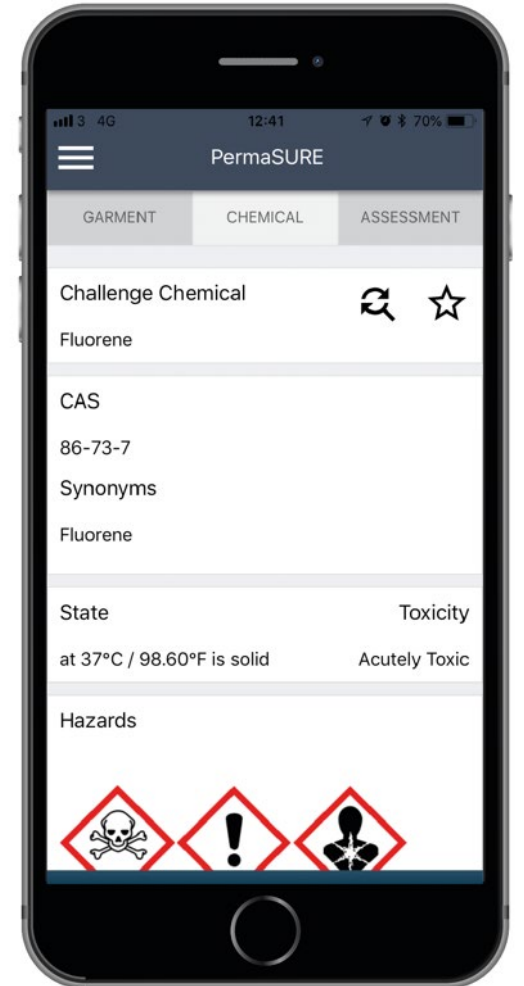 3 4G 12:41 70%
PermaSURE
GARMENT CHEMICAL ASSESSMENT
Challenge Chemical
Fluorene
CAS
86-73-7
Synonyms
Fluorene
State Toxicity
at 37°C / 98.60°F is solid Acutely Toxic
Hazards